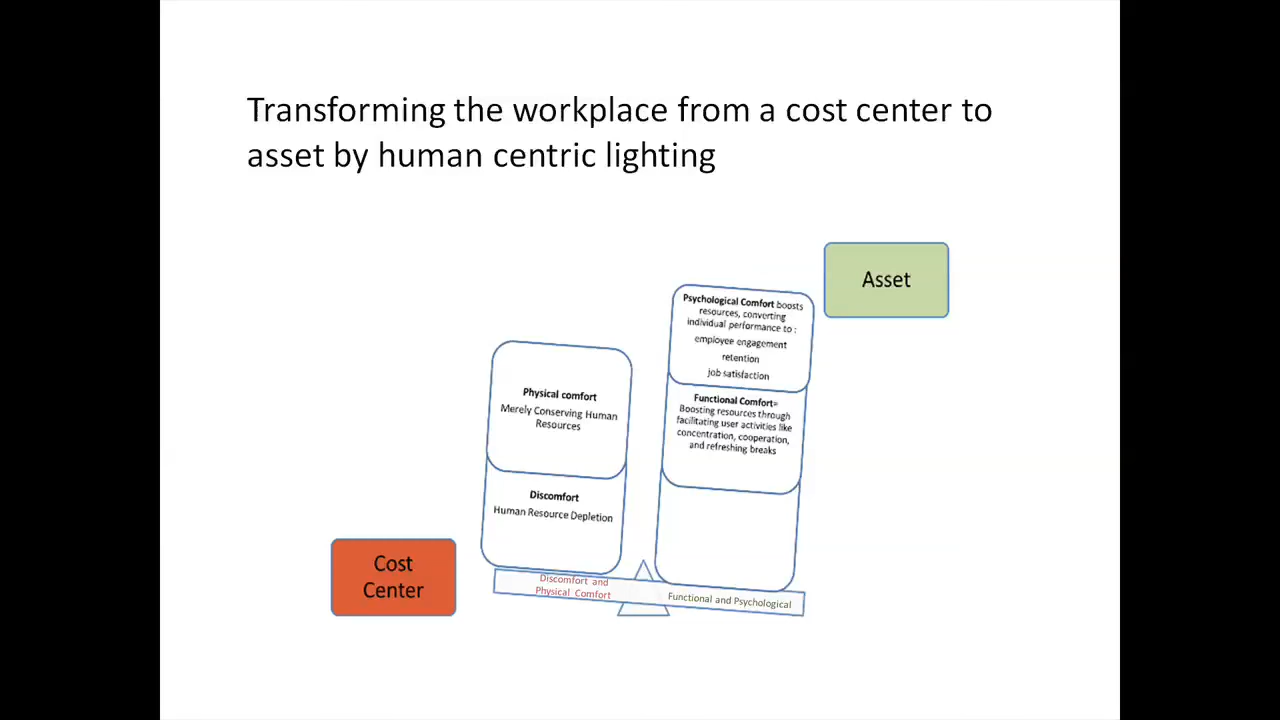 Transforming the workplace from a cost center to
asset by human centric lighting
Asset
Psychological Comfort boosts
resources, converting
individual performance to :
employee engagement
retention
job satisfaction
Physical comfort
Merely Conserving Human
Resources
Functional Comfort=
Boosting resources through
facilitating user activities like
concentration, cooperation,
and refreshing breaks
Discomfort
Human Resource Depletion
Cost
Center
Discomfort and
Physical Comfort
Functional and Psychological